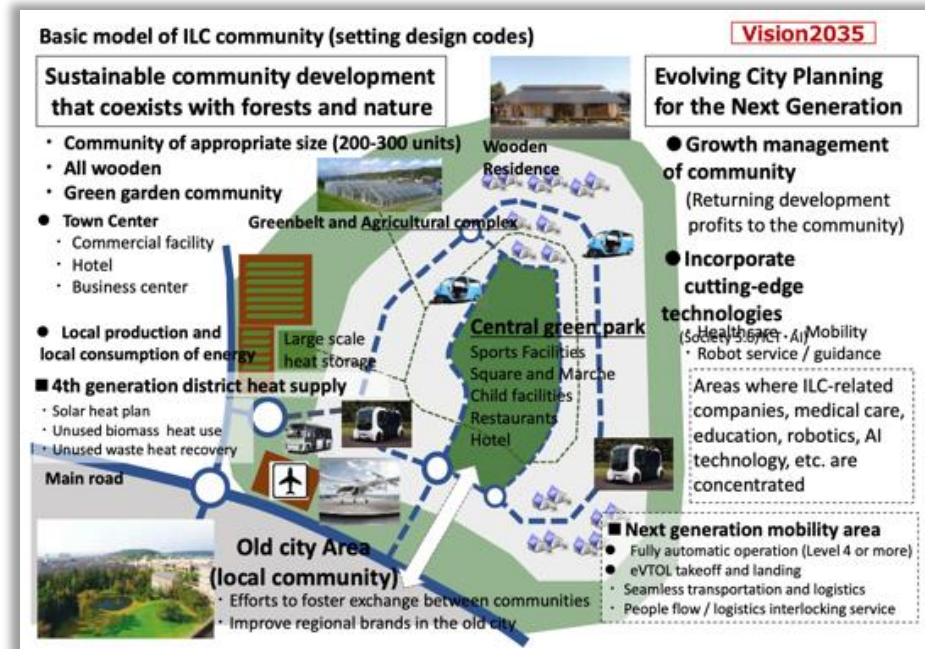 Basic model of ILC community (setting design codes)
Vision2035
Sustainable community development
that coexists with forests and nature
・ Community of appropriate size (200-300 units)
・ All wooden
・ Green garden community
● Town Center
・ Commercial facility
・ Hotel
・ Business center
● Local production and
local consumption of energy
■ 4th generation district heat supply
・ Solar heat plan
・ Unused biomass heat use
・ Unused waste heat recovery
Main road
Wooden
Residence
Greenbelt and Agricultural complex
Large scale
heat storage
Central green park
Sports Facilities
Square and Marche
Child facilities
Restaurants
Hotel
Old city Area
(local community)
・ Efforts to foster exchange between communities
・ Improve regional brands in the old city
Evolving City Planning
for the Next Generation
● Growth management
of community
(Returning development
profits to the community)
● Incorporate
cutting-edge
technologies
(Society 5.0/ICT・AI)
・ Healthcare ・ Mobility
・ Robot service / guidance
Areas where ILC-related
companies, medical care,
education, robotics, AI
technology, etc. are
concentrated
■ Next generation mobility area
● Fully automatic operation (Level 4 or more)
● eVTOL takeoff and landing
・ Seamless transportation and logistics
・ People flow / logistics interlocking service